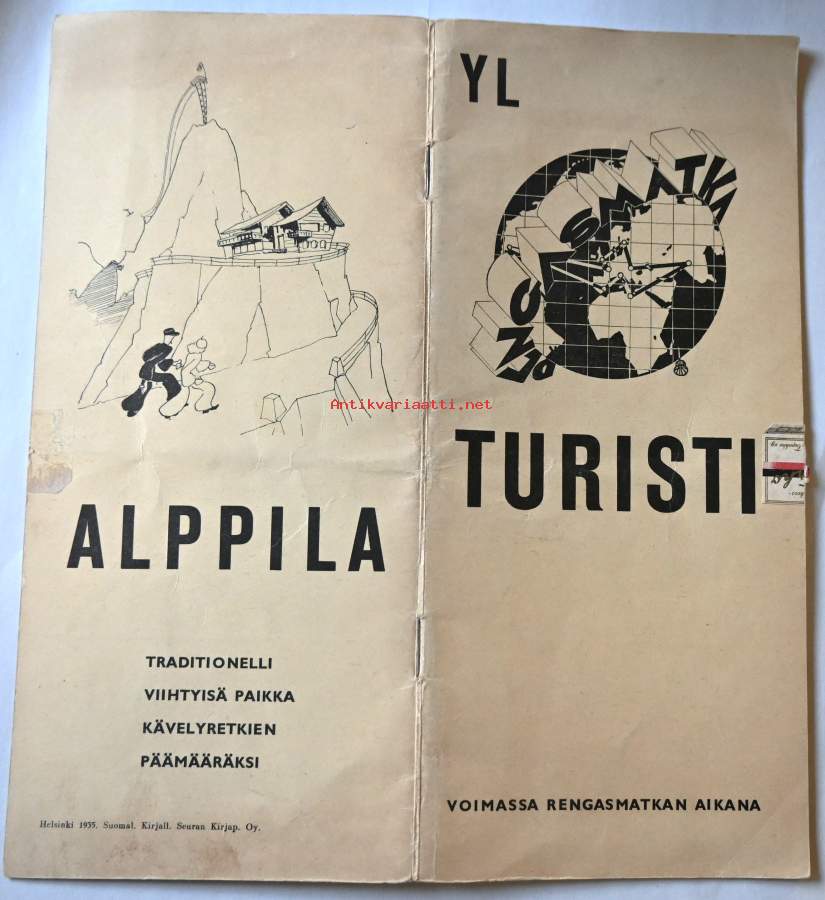 ALPPILA
TRADITIONELLI
VIIHTYISÄ PAIKKA
KÄVELYRETKIEN
PÄÄMÄÄRÄKSI
Helsinki 1935. Suomal. Kirjall. Seuran Kirjap. Oy.
YL
TURISTI
VOIMASSA RENGASMATKAN AIKANA
Antikvariaatti.net